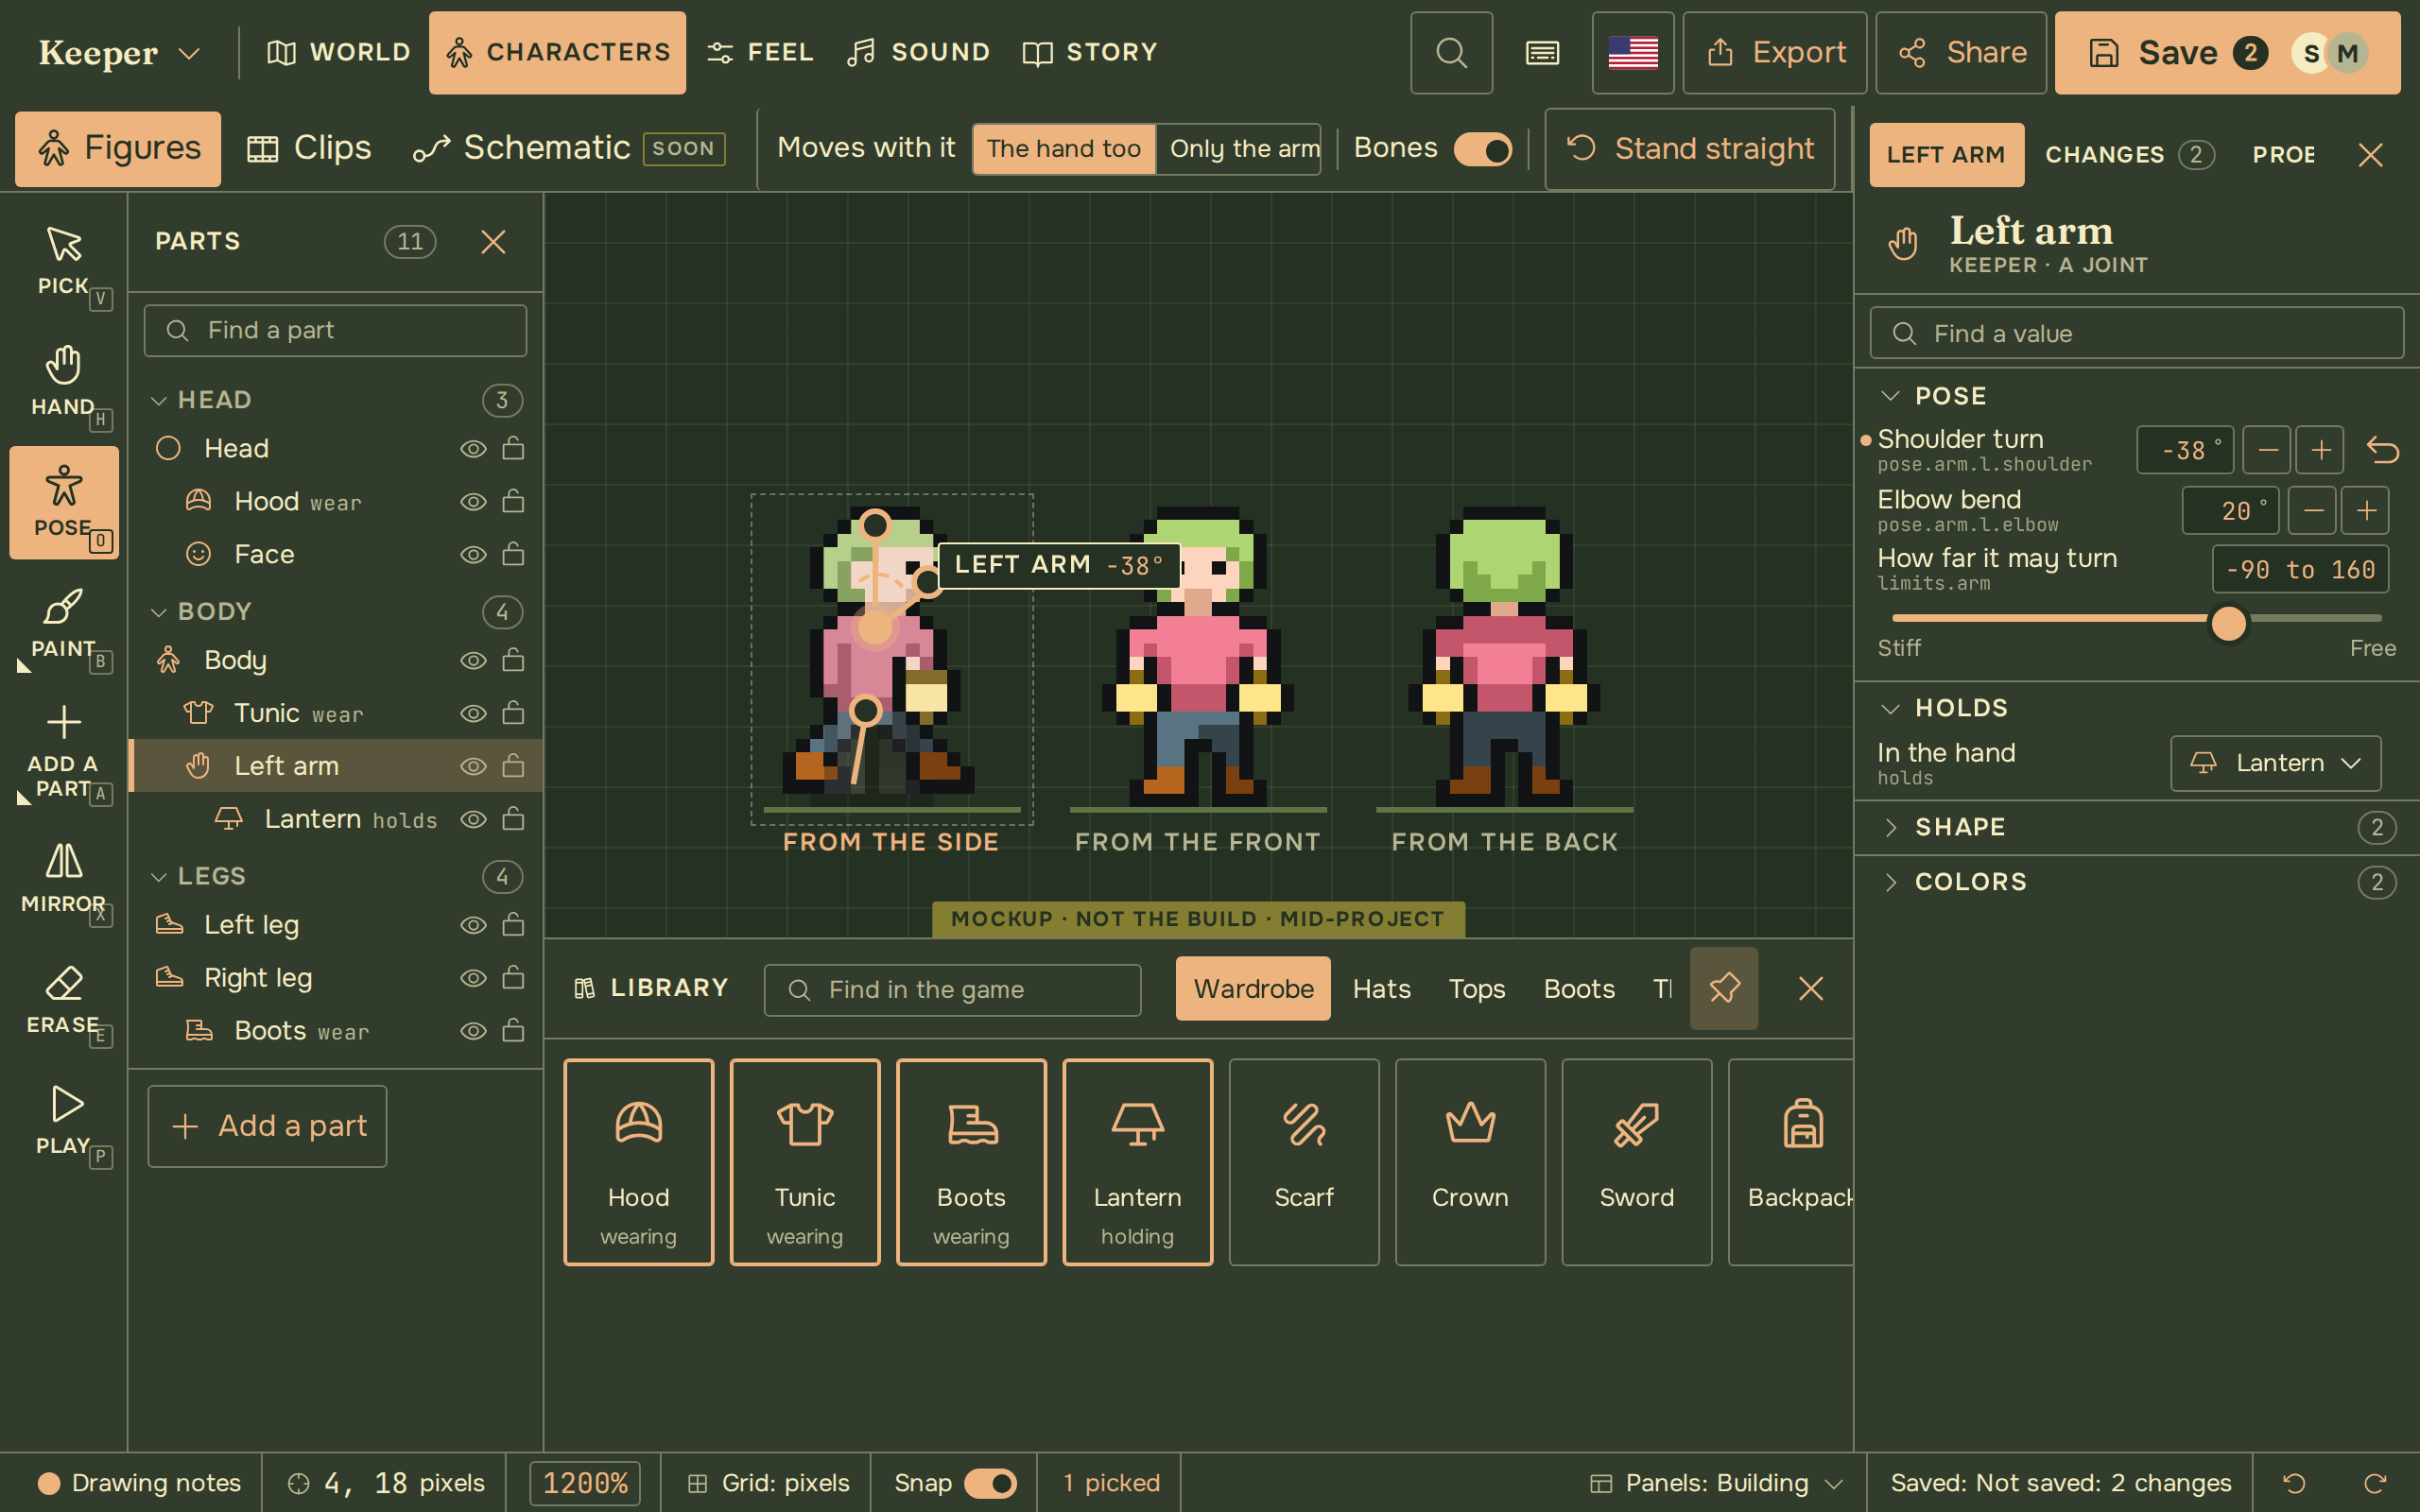 Keeper
WORLD
CHARACTERS
FEEL
SOUND
STORY
Export
Share
Save 2 S M
Figures
Clips
Schematic SOON
Moves with it
The hand too
Only the arm
Bones
Stand straight
LEFT ARM
CHANGES 2
PICK V
HAND H
POSE O
PAINT B
ADD A PART A
MIRROR X
ERASE E
PLAY P
PARTS 11
Find a part
HEAD 3
Head
Hood wear
Face
BODY 4
Body
Tunic wear
Left arm
Lantern holds
LEGS 4
Left leg
Right leg
Boots wear
Add a part
LEFT ARM -38°
FROM THE SIDE
FROM THE FRONT
FROM THE BACK
MOCKUP · NOT THE BUILD · MID-PROJECT
LIBRARY
Find in the game
Wardrobe
Hats
Tops
Boots
Hood
wearing
Tunic
wearing
Boots
wearing
Lantern
holding
Scarf
Crown
Sword
Backpack
Left arm
KEEPER · A JOINT
Find a value
POSE
Shoulder turn
pose.arm.l.shoulder
-38 °
Elbow bend
pose.arm.l.elbow
20 °
How far it may turn
limits.arm
-90 to 160
Stiff
Free
HOLDS
In the hand
holds
Lantern
SHAPE 2
COLORS 2
Drawing notes
4, 18 pixels
1200%
Grid: pixels
Snap
1 picked
Panels: Building
Saved: Not saved: 2 changes